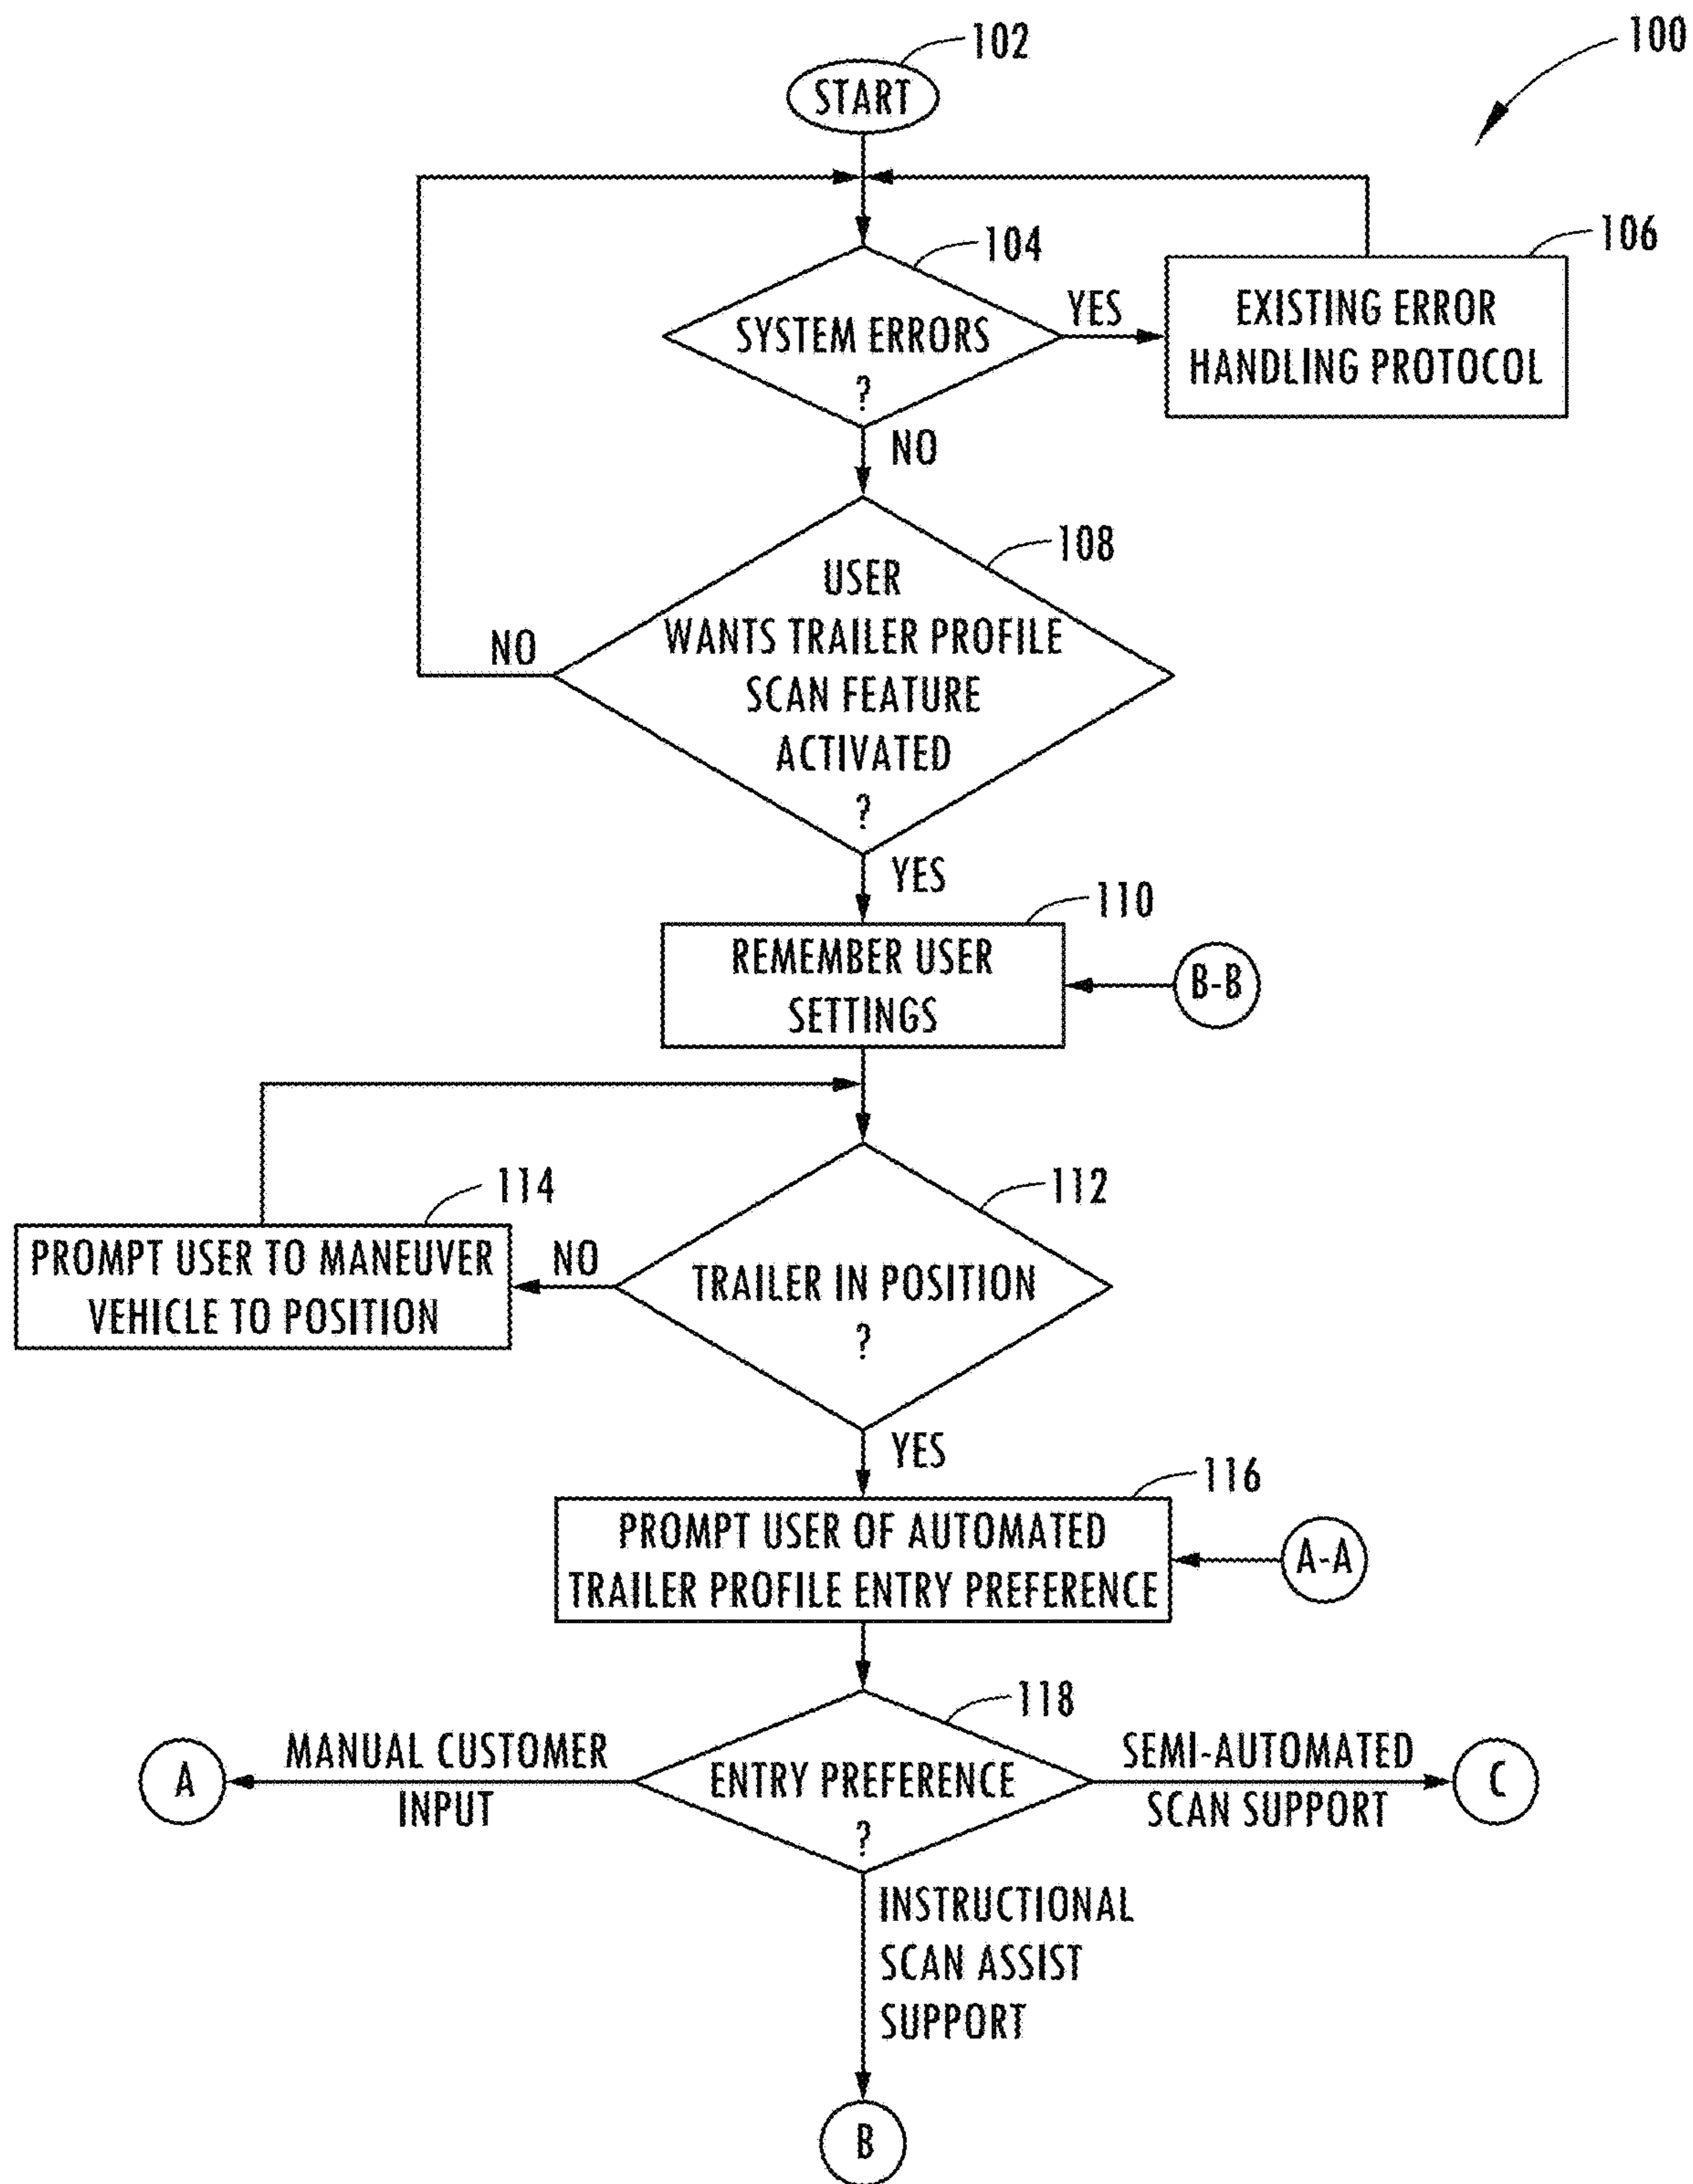 100
102
START
104
106
SYSTEM ERRORS
?
YES
EXISTING ERROR
HANDLING PROTOCOL
NO
108
USER
WANTS TRAILER PROFILE
SCAN FEATURE
ACTIVATED
?
NO
YES
110
REMEMBER USER
SETTINGS
B-B
112
114
TRAILER IN POSITION
?
NO
PROMPT USER TO MANEUVER
VEHICLE TO POSITION
YES
116
PROMPT USER OF AUTOMATED
TRAILER PROFILE ENTRY PREFERENCE
A-A
118
ENTRY PREFERENCE
?
MANUAL CUSTOMER
INPUT
A
SEMI-AUTOMATED
SCAN SUPPORT
C
INSTRUCTIONAL
SCAN ASSIST
SUPPORT
B